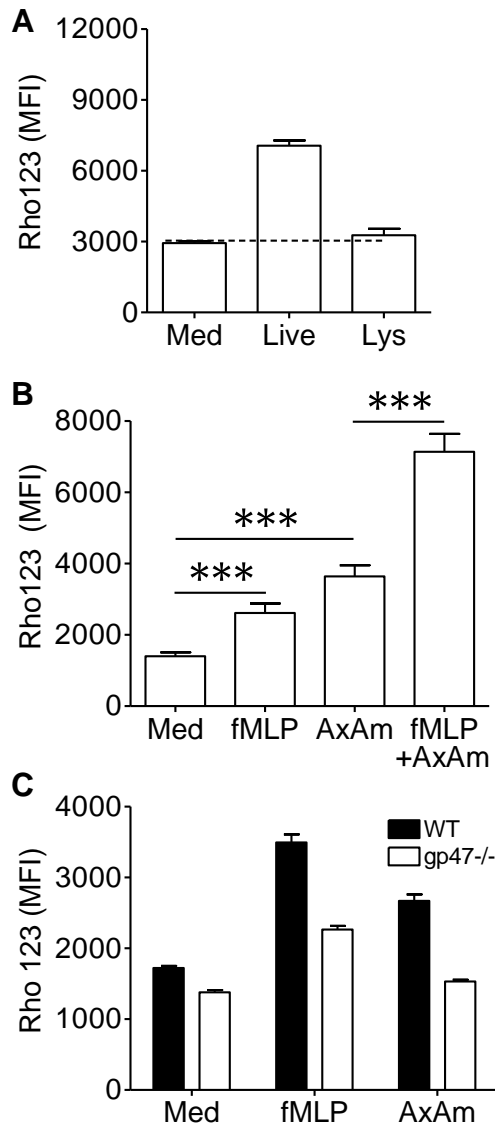 A
Rho123 (MFI)
12000
9000
6000
3000
0
Med Live Lys
B
Rho123 (MFI)
8000
6000
4000
2000
0
***
***
***
Med fMLP AxAm fMLP
+AxAm
C
Rho 123 (MFI)
4000
3000
2000
1000
0
WT
gp47-/-
Med fMLP AxAm